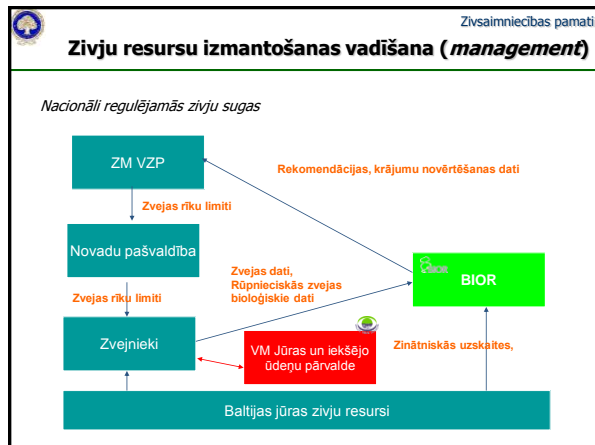 Zivsaimniecības pamati
Zivju resursu izmantošanas vadīšana (management)
Nacionāli regulējamās zivju sugas
ZM VZP
Rekomendācijas, krājumu novērtēšanas dati
Zvejas rīku limiti
Novadu pašvaldība
Zvejas dati,
Rūpnieciskās zvejas
bioloģiskie dati
BIOR
Zvejas rīku limiti
Zvejnieki
VM Jūras un iekšējo
ūdeņu pārvalde
Zinātniskās uzskaites,
Baltijas jūras zivju resursi